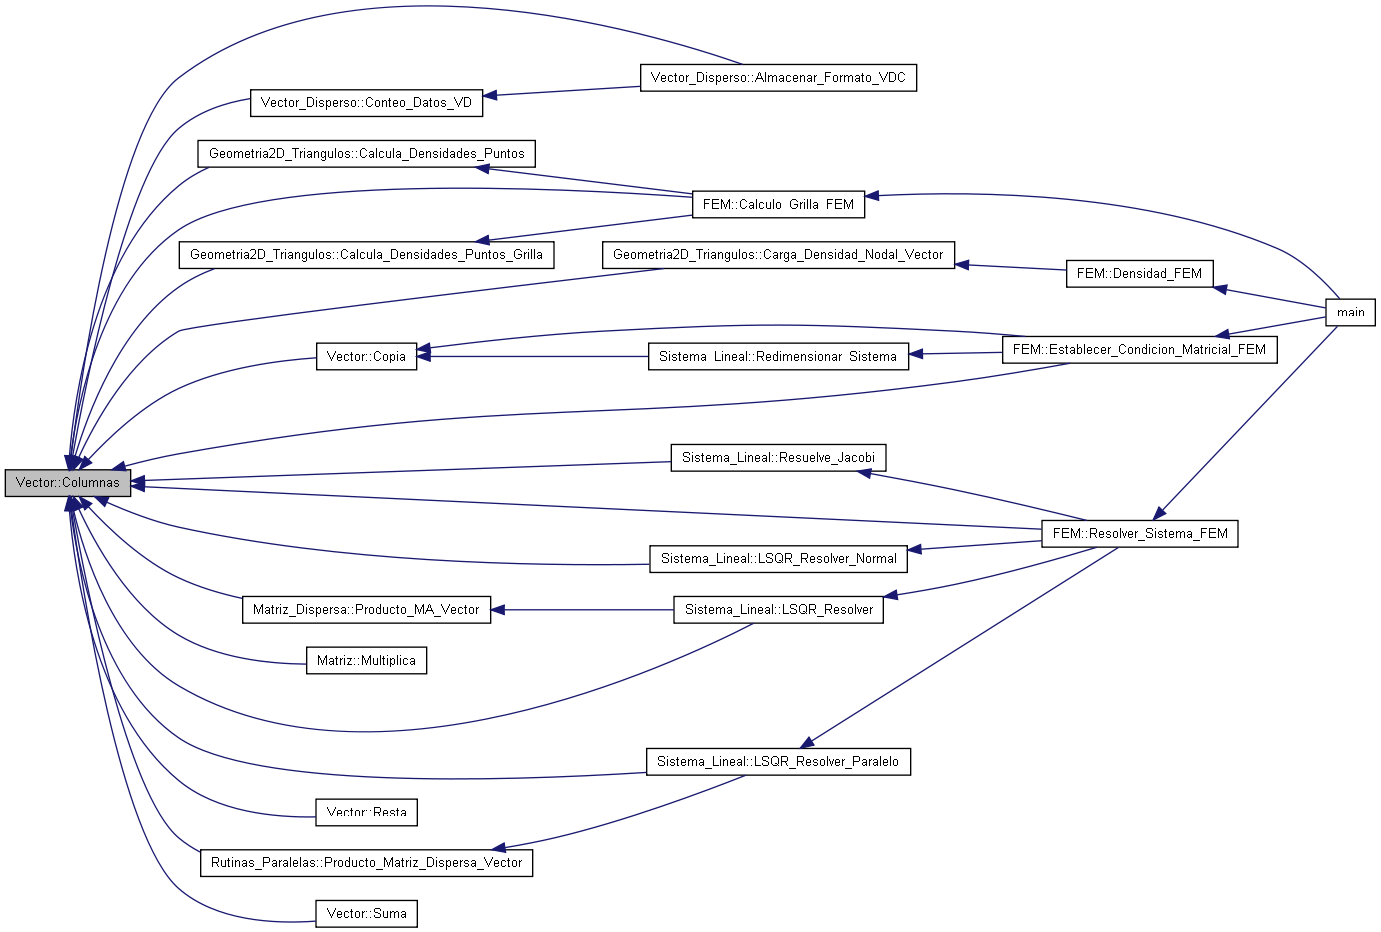 Vector_Disperso::Almacenar_Formato_VDC
Vector_Disperso::Conteo_Datos_VD
Geometria2D_Triangulos::Calcula_Densidades_Puntos
FEM::Calculo_Grilla_FEM
Geometria2D_Triangulos::Calcula_Densidades_Puntos_Grilla
Geometria2D_Triangulos::Carga_Densidad_Nodal_Vector
FEM::Densidad_FEM
main
Vector::Copia
Sistema_Lineal::Redimensionar_Sistema
FEM::Establecer_Condicion_Matricial_FEM
Sistema_Lineal::Resuelve_Jacobi
Vector::Columnas
FEM::Resolver_Sistema_FEM
Sistema_Lineal::LSQR_Resolver_Normal
Matriz_Dispersa::Producto_MA_Vector
Sistema_Lineal::LSQR_Resolver
Matriz::Multiplica
Sistema_Lineal::LSQR_Resolver_Paralelo
Vector::Resta
Rutinas_Paralelas::Producto_Matriz_Dispersa_Vector
Vector::Suma